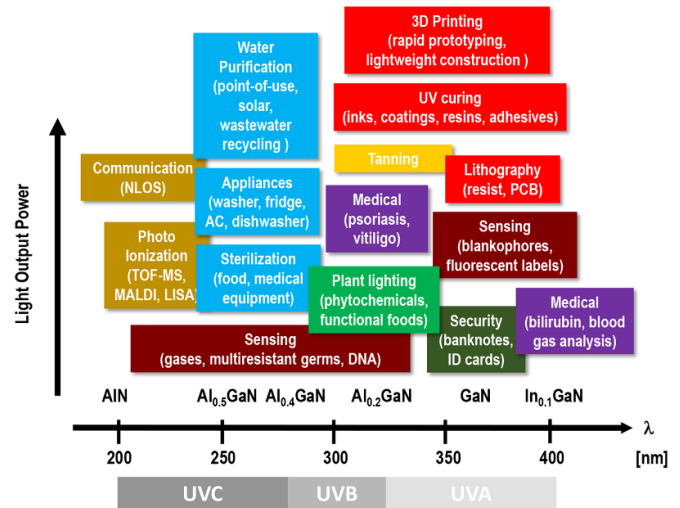 3D Printing
(rapid prototyping,
lightweight construction )
Water
Purification
(point-of-use,
solar,
wastewater
recycling )
UV curing
(inks, coatings, resins, adhesives)
Tanning
Communication
(NLOS)
Appliances
(washer, fridge,
AC, dishwasher)
Medical
(psoriasis,
vitiligo)
Lithography
(resist, PCB)
Photo
Ionization
(TOF-MS,
MALDI, LISA)
Sterilization
(food, medical
equipment)
Sensing
(blankophores,
fluorescent labels)
Plant lighting
(phytochemicals,
functional foods)
Security
(banknotes,
ID cards)
Medical
(bilirubin, blood
gas analysis)
Sensing
(gases, multiresistant germs, DNA)
Light Output Power
AlN Al0.5GaN Al0.4GaN Al0.2GaN GaN In0.1GaN
λ
200 250 300 350 400 [nm]
UVC UVB UVA